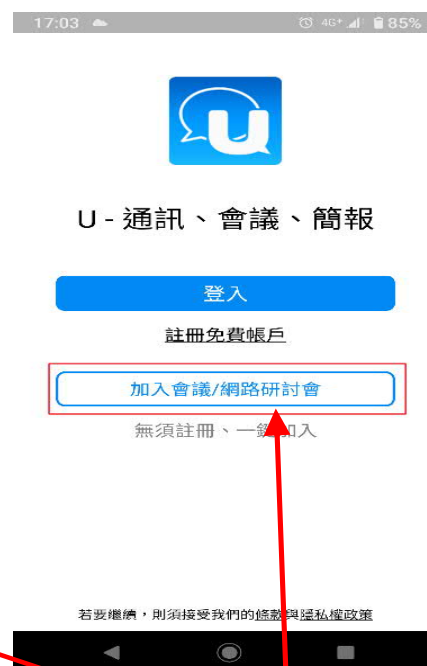 17:03 4G+ 85%
U
U - 通訊、會議、簡報
登入
註冊免費帳戶
加入會議/網路研討會
無須註冊、一鍵加入
若要繼續，則須接受我們的條款與隱私權政策